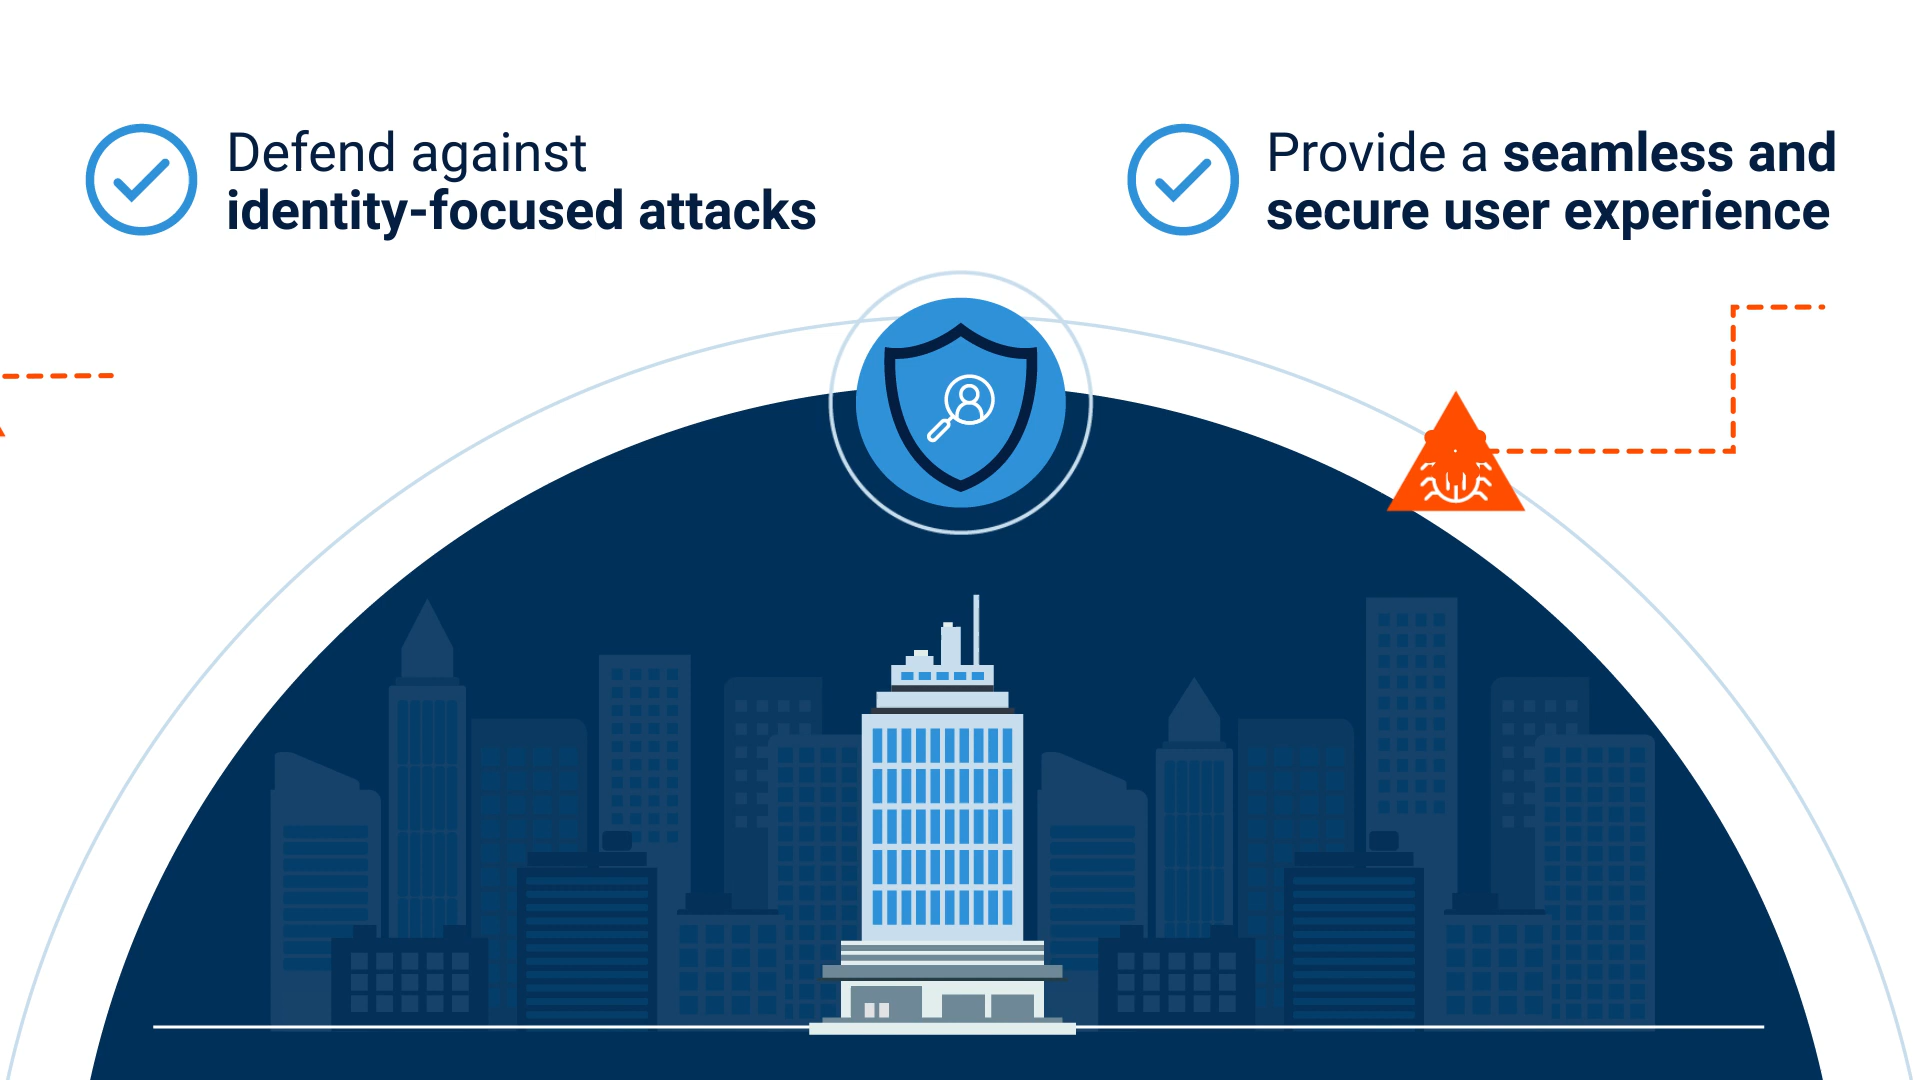 Defend against
identity-focused attacks
Provide a seamless and
secure user experience